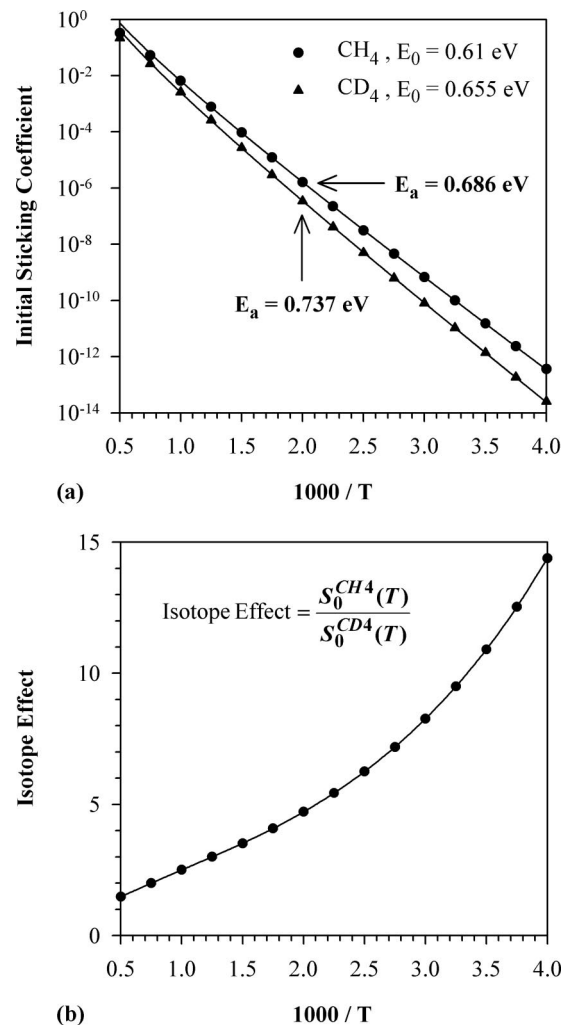 10⁰
10⁻²
10⁻⁴
10⁻⁶
10⁻⁸
10⁻¹⁰
10⁻¹²
10⁻¹⁴
Initial Sticking Coefficient
CH₄ , E₀ = 0.61 eV
CD₄ , E₀ = 0.655 eV
Eₐ = 0.686 eV
Eₐ = 0.737 eV
0.5 1.0 1.5 2.0 2.5 3.0 3.5 4.0
(a) 1000 / T
15
10
5
0
Isotope Effect
Isotope Effect = S₀^CH4(T) / S₀^CD4(T)
0.5 1.0 1.5 2.0 2.5 3.0 3.5 4.0
(b) 1000 / T